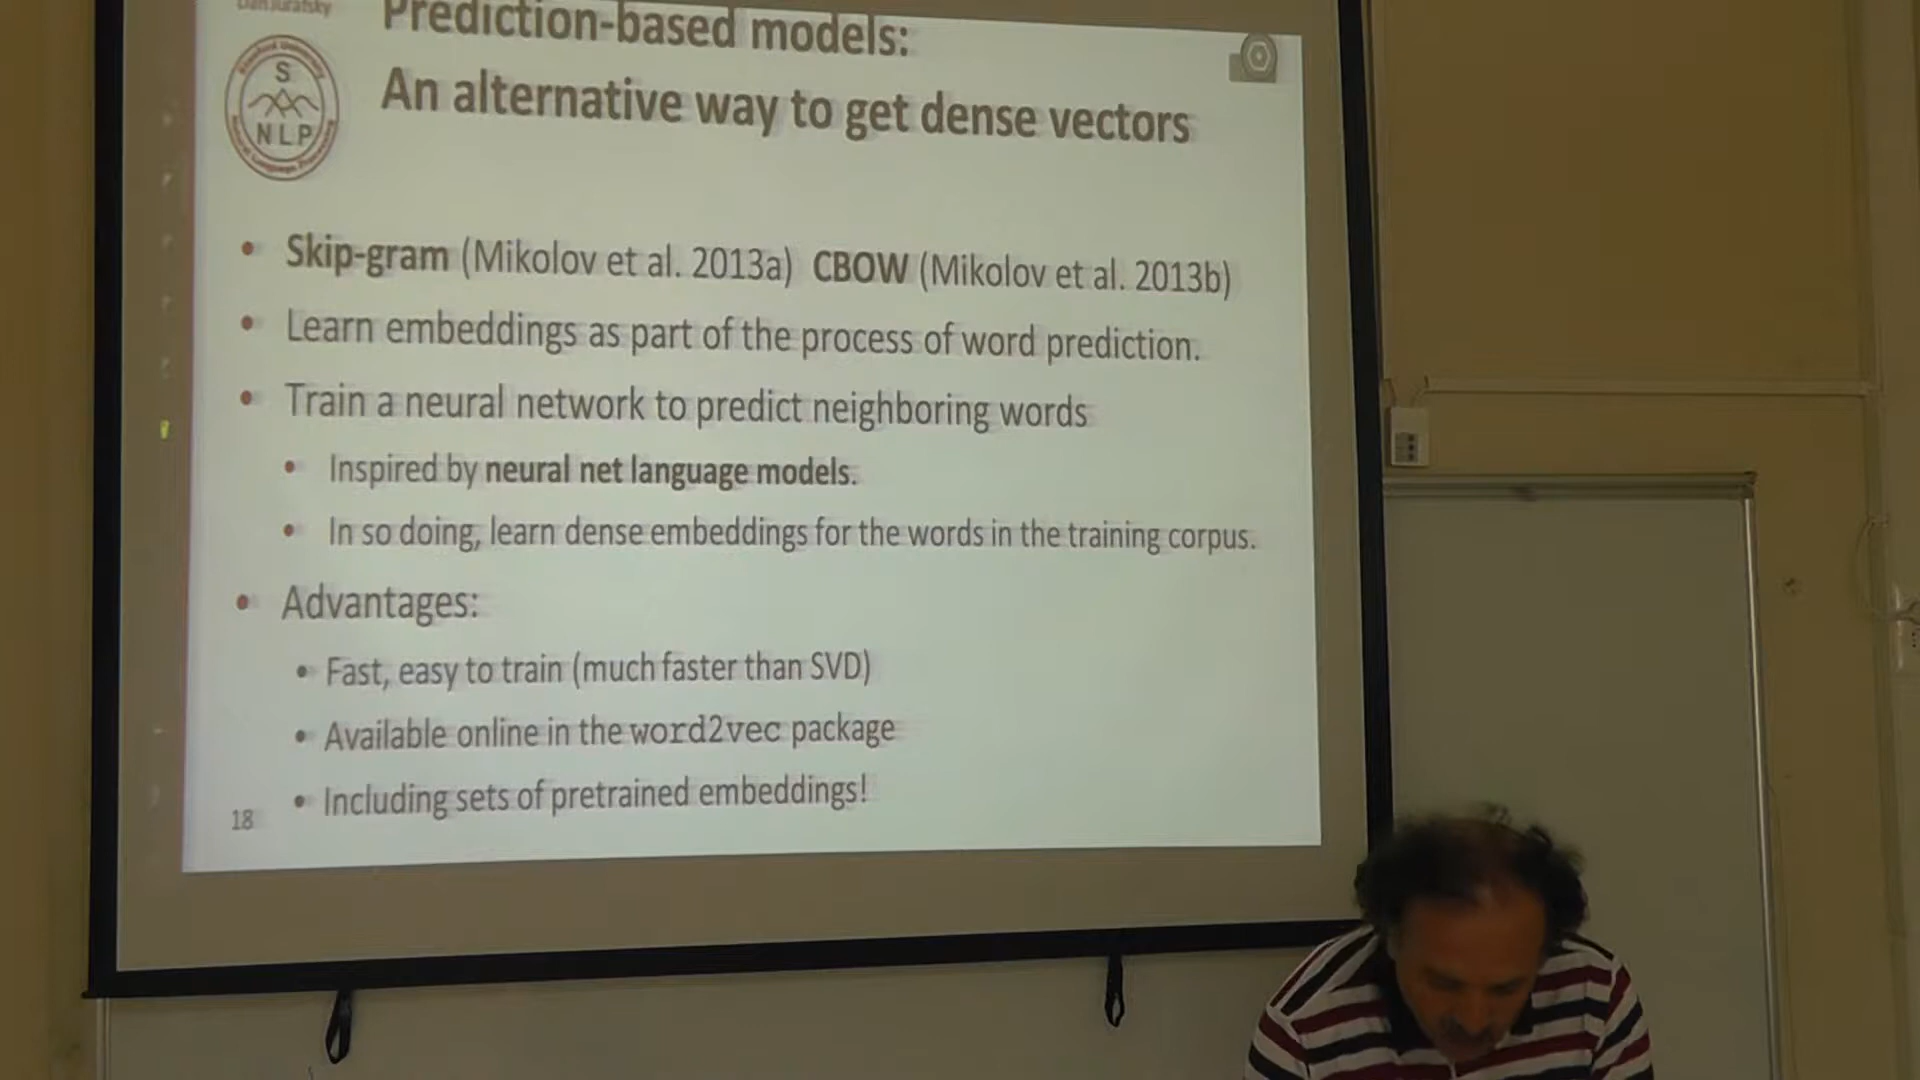 Dan Jurafsky
Prediction-based models:
An alternative way to get dense vectors
S
NLP
• Skip-gram (Mikolov et al. 2013a) CBOW (Mikolov et al. 2013b)
• Learn embeddings as part of the process of word prediction.
• Train a neural network to predict neighboring words
• Inspired by neural net language models.
• In so doing, learn dense embeddings for the words in the training corpus.
• Advantages:
• Fast, easy to train (much faster than SVD)
• Available online in the word2vec package
• Including sets of pretrained embeddings!
18